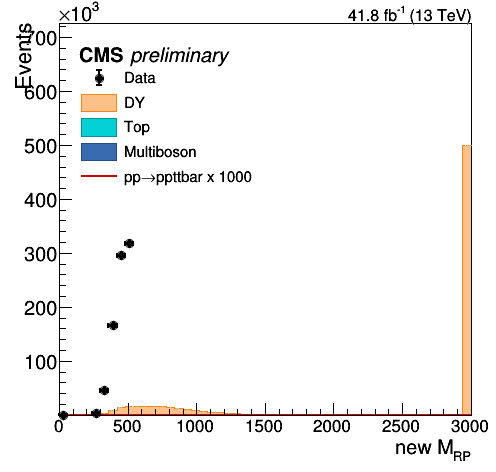 ×10³
41.8 fb⁻¹ (13 TeV)
Events
700
600
500
400
300
200
100
CMS preliminary
Data
DY
Top
Multiboson
pp→ppttbar x 1000
0 500 1000 1500 2000 2500 3000
new M_RP